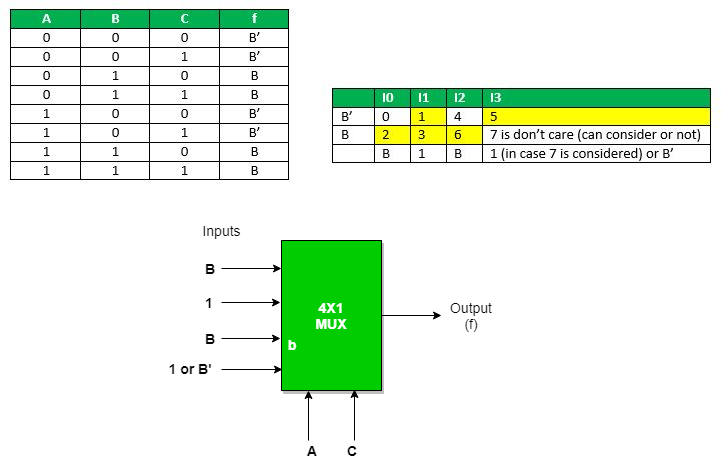 A B C f
0 0 0 B’
0 0 1 B’
0 1 0 B
0 1 1 B
1 0 0 B’
1 0 1 B’
1 1 0 B
1 1 1 B
I0 I1 I2 I3
B’ 0 1 4 5
B 2 3 6 7 is don’t care (can consider or not)
B 1 B 1 (in case 7 is considered) or B’
Inputs
B
1
B
1 or B'
4X1
MUX
b
Output
(f)
A C